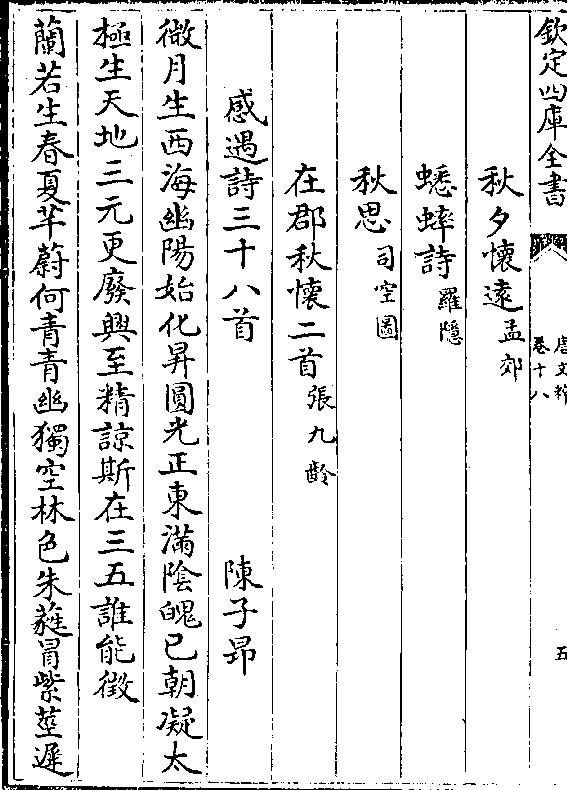 欽定四庫全書
唐文粹
卷十八
五
秋夕懷遠孟郊
蟋蟀詩羅隱
秋思司空圖
在郡秋懷二首張九齡
感遇詩三十八首 陳子昂
微月生西海幽陽始化昇圓光正東滿陰魄已朝凝太
極生天地三元更廢興至精諒斯在三五誰能徵
蘭若生春夏芊蔚何青青幽獨空林色朱蕤冒紫莖遲